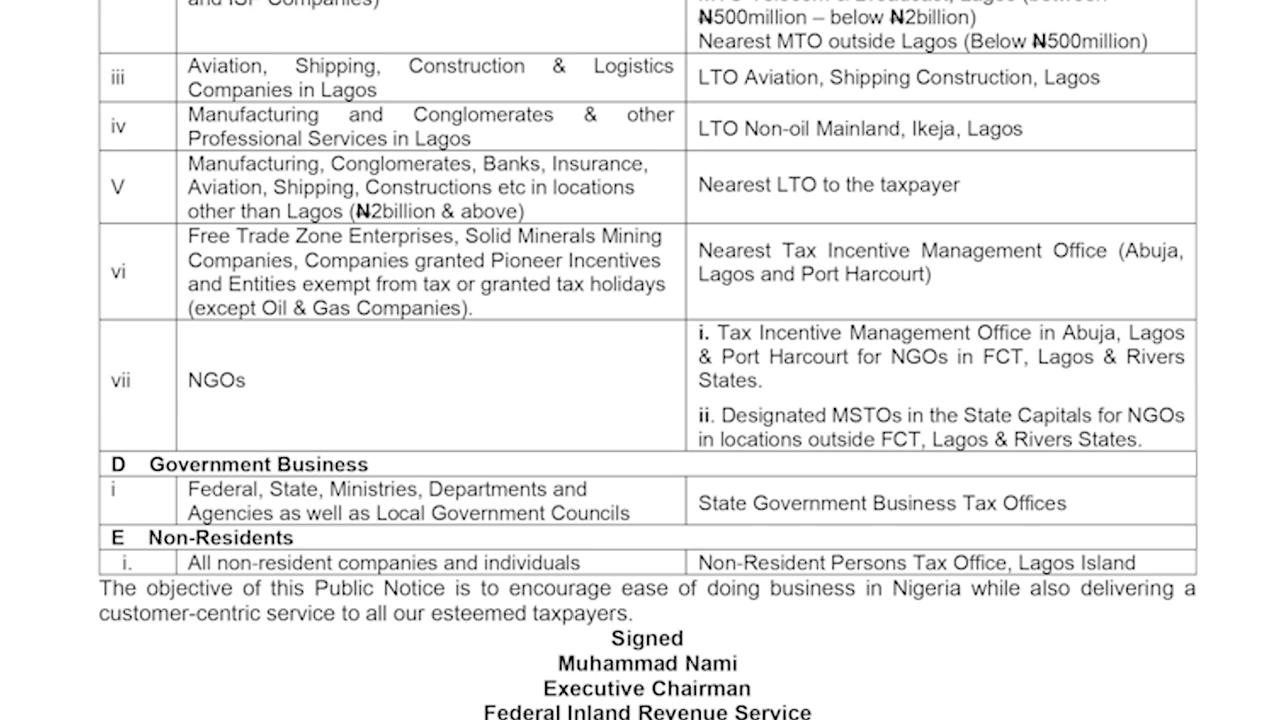 and ISP Companies)
₦500million – below ₦2billion)
Nearest MTO outside Lagos (Below ₦500million)
iii
Aviation, Shipping, Construction & Logistics
Companies in Lagos
LTO Aviation, Shipping Construction, Lagos
iv
Manufacturing and Conglomerates & other
Professional Services in Lagos
LTO Non-oil Mainland, Ikeja, Lagos
V
Manufacturing, Conglomerates, Banks, Insurance,
Aviation, Shipping, Constructions etc in locations
other than Lagos (₦2billion & above)
Nearest LTO to the taxpayer
vi
Free Trade Zone Enterprises, Solid Minerals Mining
Companies, Companies granted Pioneer Incentives
and Entities exempt from tax or granted tax holidays
(except Oil & Gas Companies).
Nearest Tax Incentive Management Office (Abuja,
Lagos and Port Harcourt)
vii
NGOs
i. Tax Incentive Management Office in Abuja, Lagos
& Port Harcourt for NGOs in FCT, Lagos & Rivers
States.
ii. Designated MSTOs in the State Capitals for NGOs
in locations outside FCT, Lagos & Rivers States.
D Government Business
i
Federal, State, Ministries, Departments and
Agencies as well as Local Government Councils
State Government Business Tax Offices
E Non-Residents
i.
All non-resident companies and individuals
Non-Resident Persons Tax Office, Lagos Island
The objective of this Public Notice is to encourage ease of doing business in Nigeria while also delivering a
customer-centric service to all our esteemed taxpayers.
Signed
Muhammad Nami
Executive Chairman
Federal Inland Revenue Service